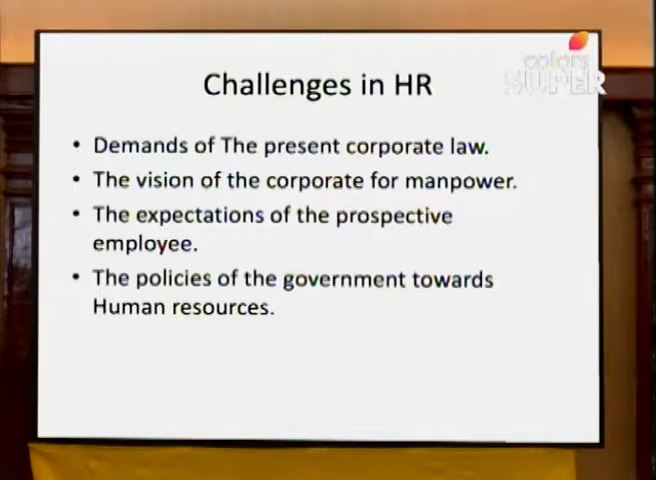 colors
SUPER
Challenges in HR
• Demands of The present corporate law.
• The vision of the corporate for manpower.
• The expectations of the prospective
employee.
• The policies of the government towards
Human resources.